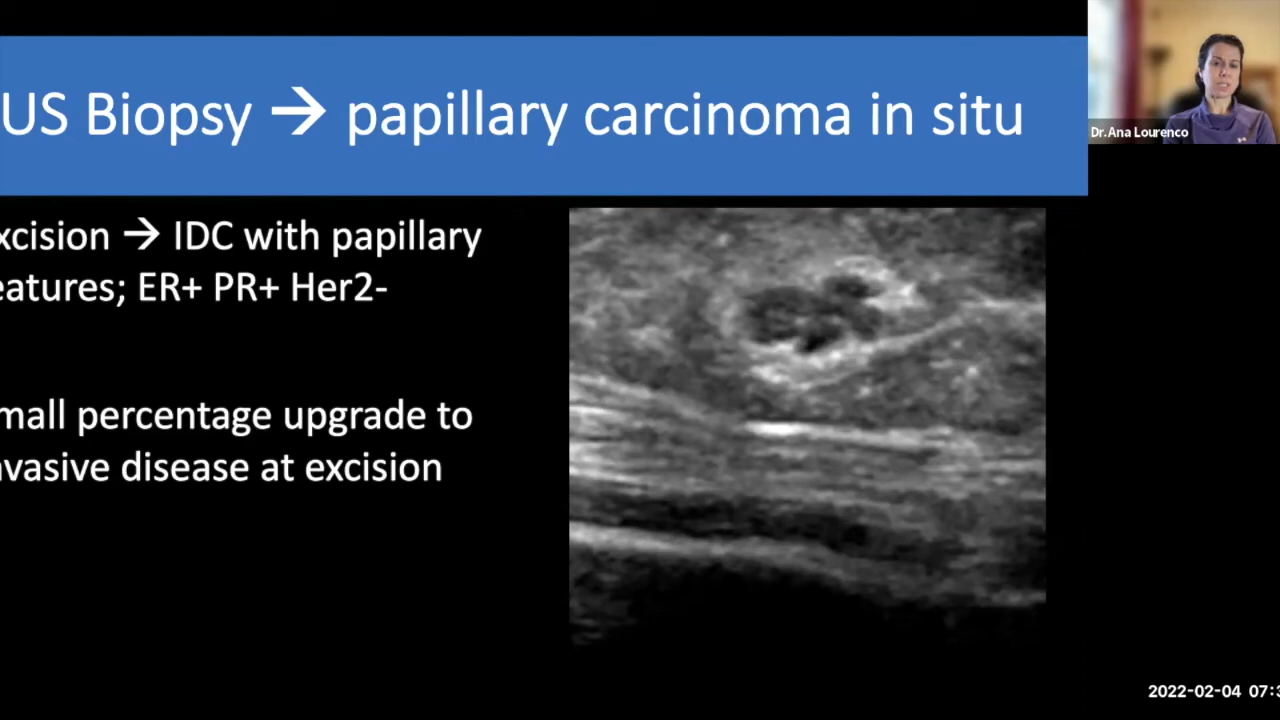 US Biopsy → papillary carcinoma in situ
Dr. Ana Lourenco
xcision → IDC with papillary
eatures; ER+ PR+ Her2-
mall percentage upgrade to
nvasive disease at excision
2022-02-04 07:3